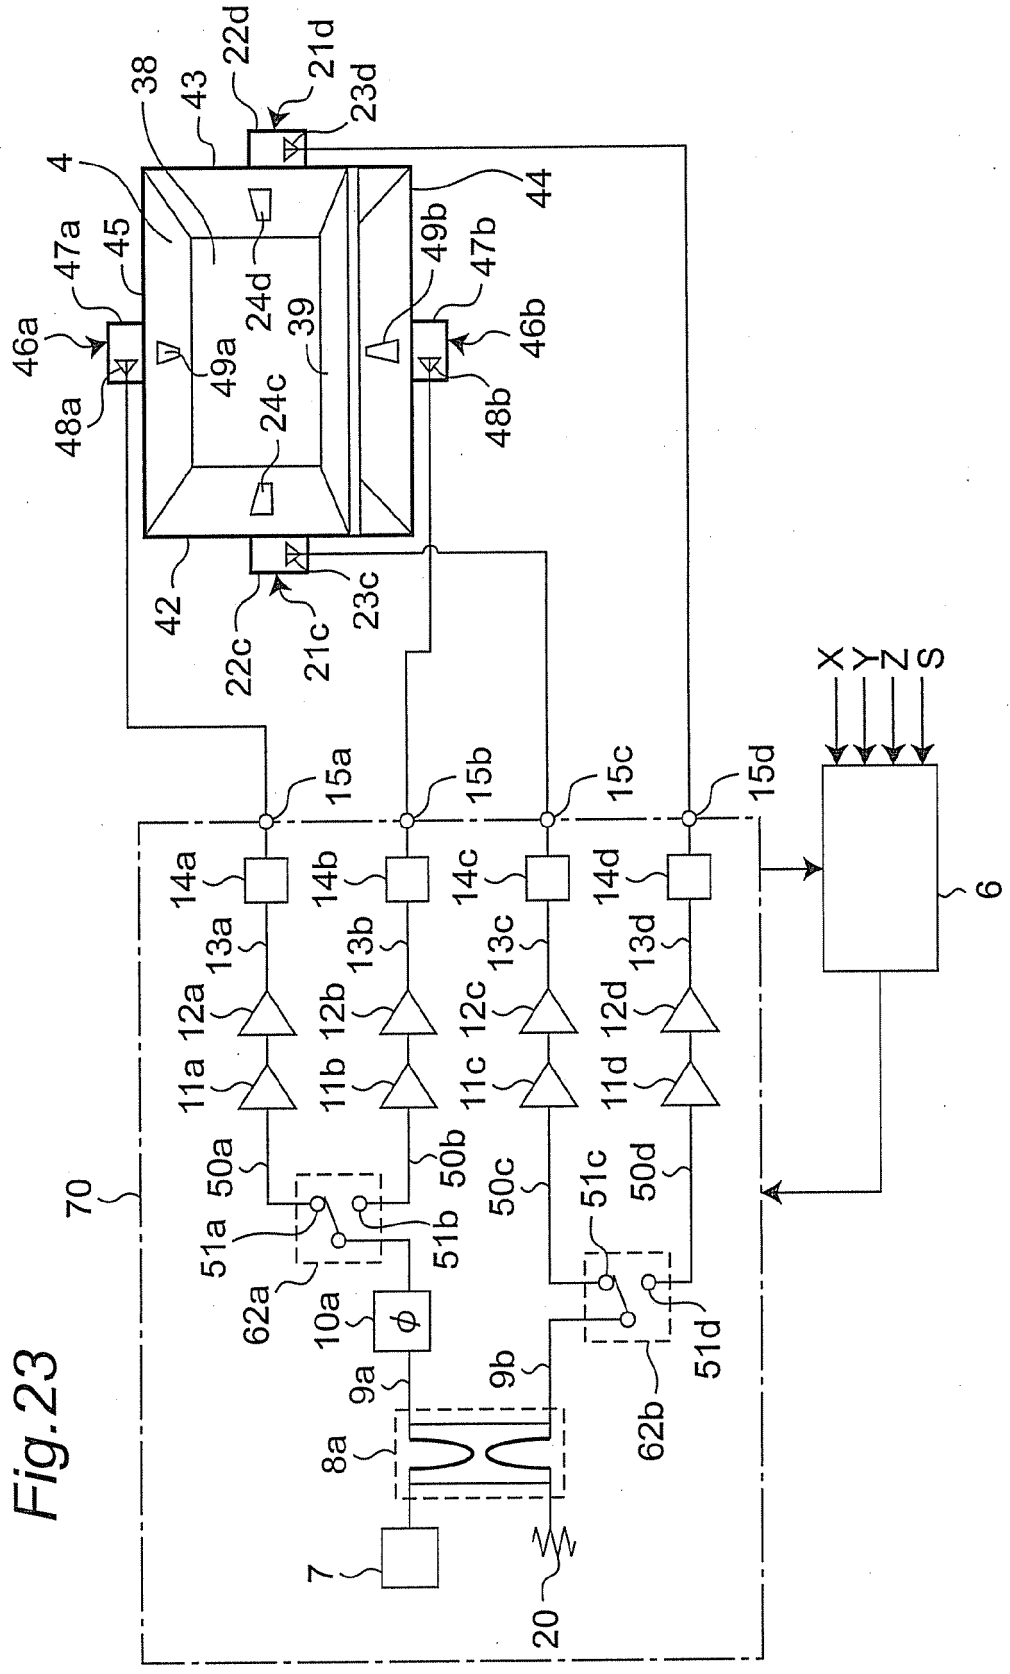 Fig.23
70
7
20
8a
9a
9b
10a
ϕ
62a
62b
51a
51b
51c
51d
50a
50b
50c
50d
11a
11b
11c
11d
12a
12b
12c
12d
13a
13b
13c
13d
14a
14b
14c
14d
15a
15b
15c
15d
6
X
Y
Z
S
46a
47a
48a
49a
45
4
38
43
22d
21d
23d
24d
24c
39
44
49b
47b
46b
48b
42
22c
21c
23c